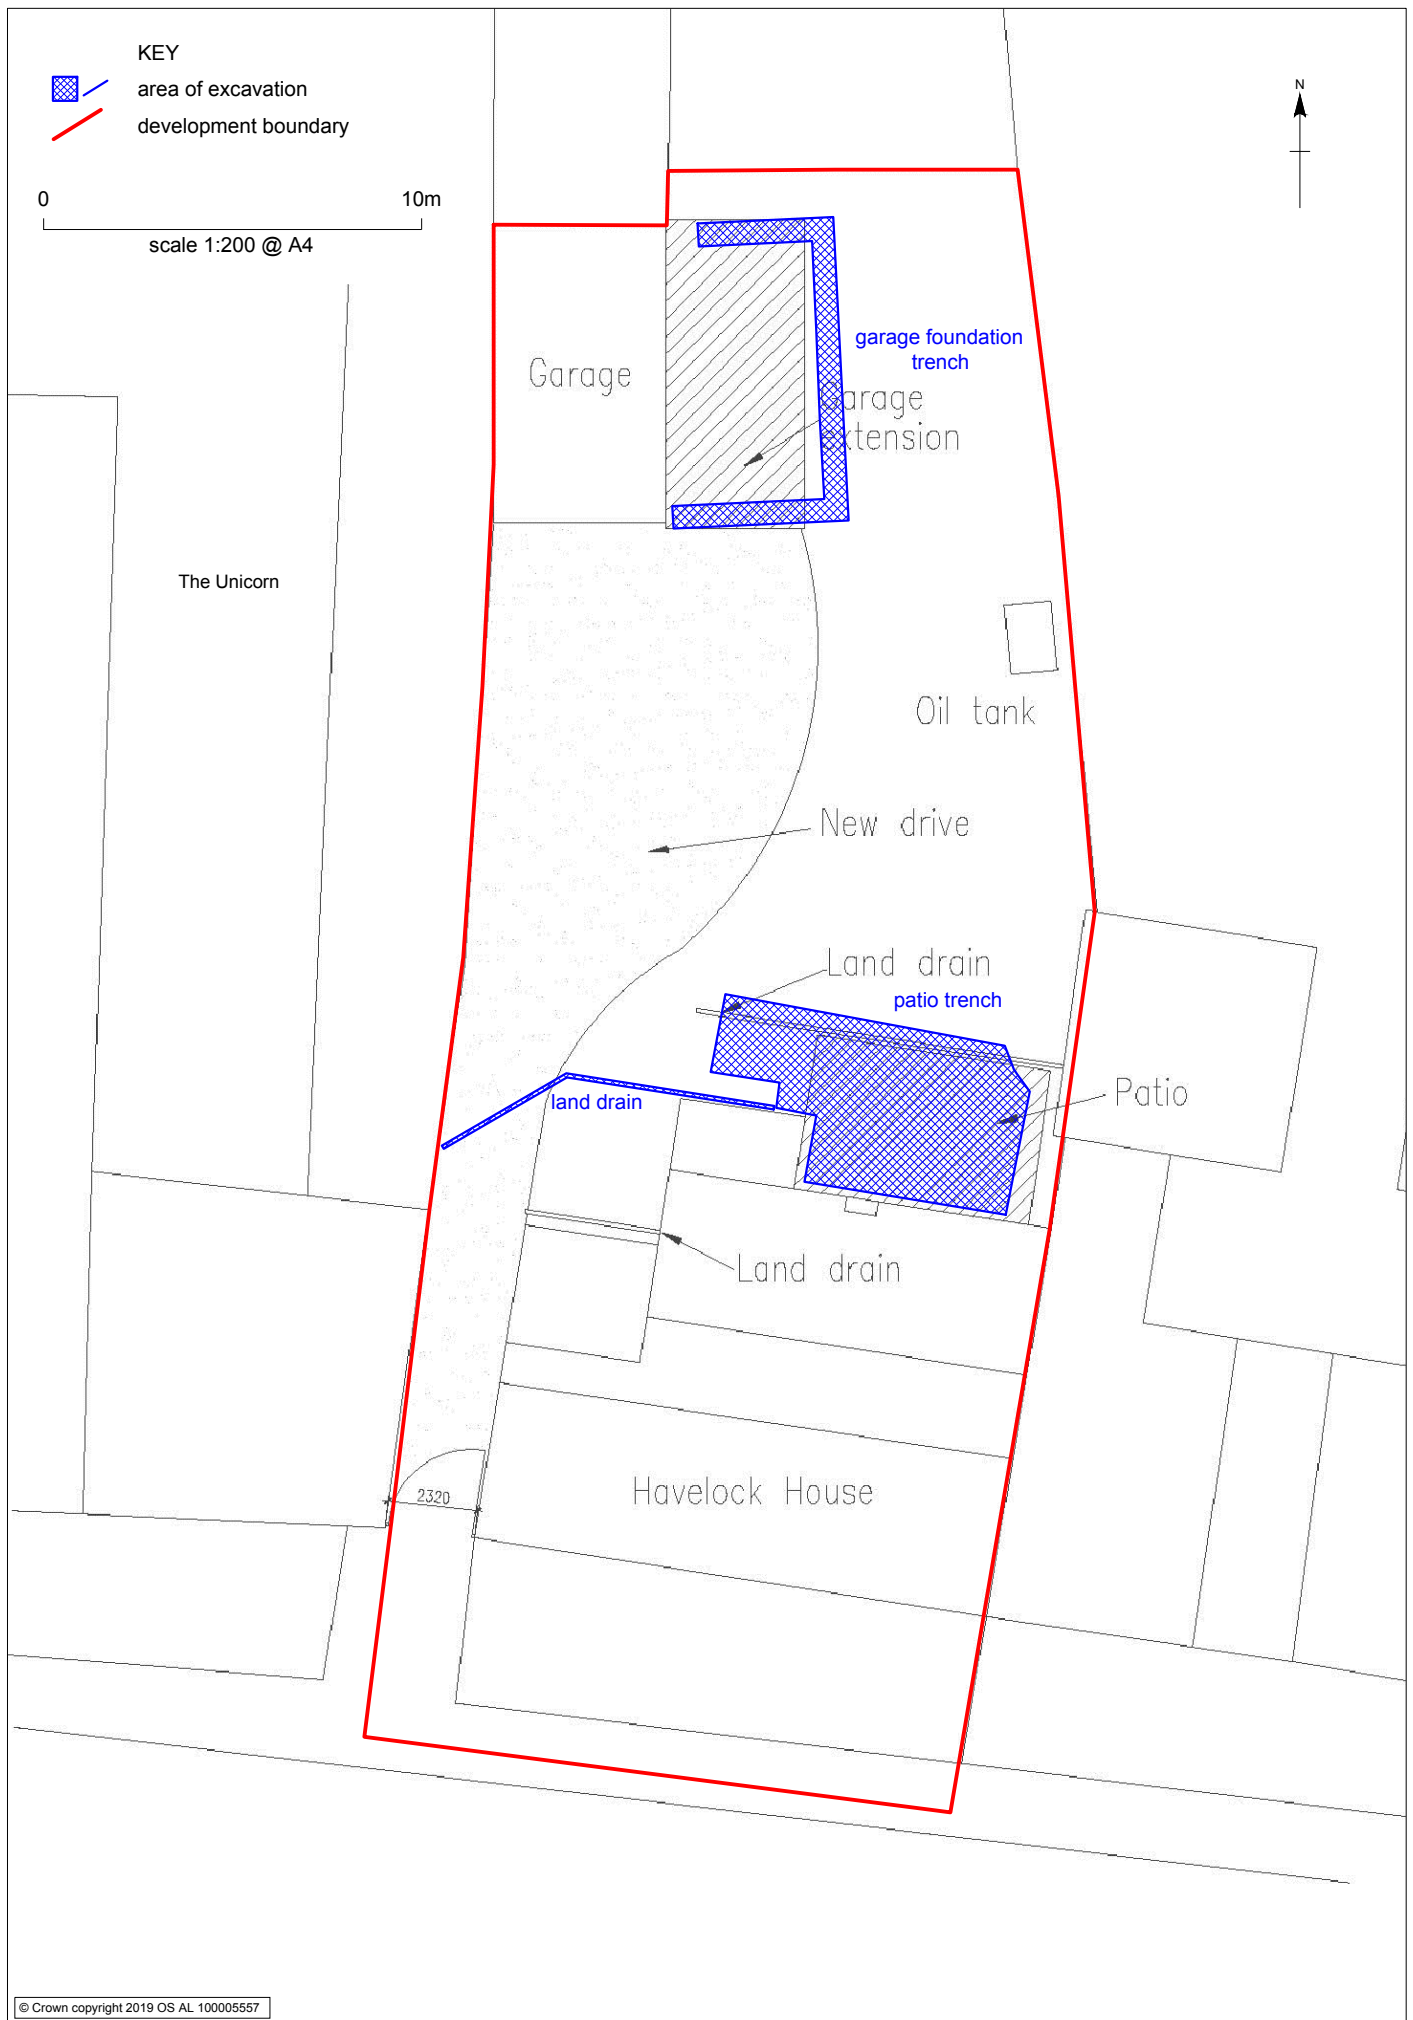 KEY
area of excavation
development boundary
N
0 10m
scale 1:200 @ A4
garage foundation
trench
Garage
Garage
extension
The Unicorn
Oil tank
New drive
Land drain
patio trench
Patio
land drain
Land drain
Havelock House
2320
© Crown copyright 2019 OS AL 100005557